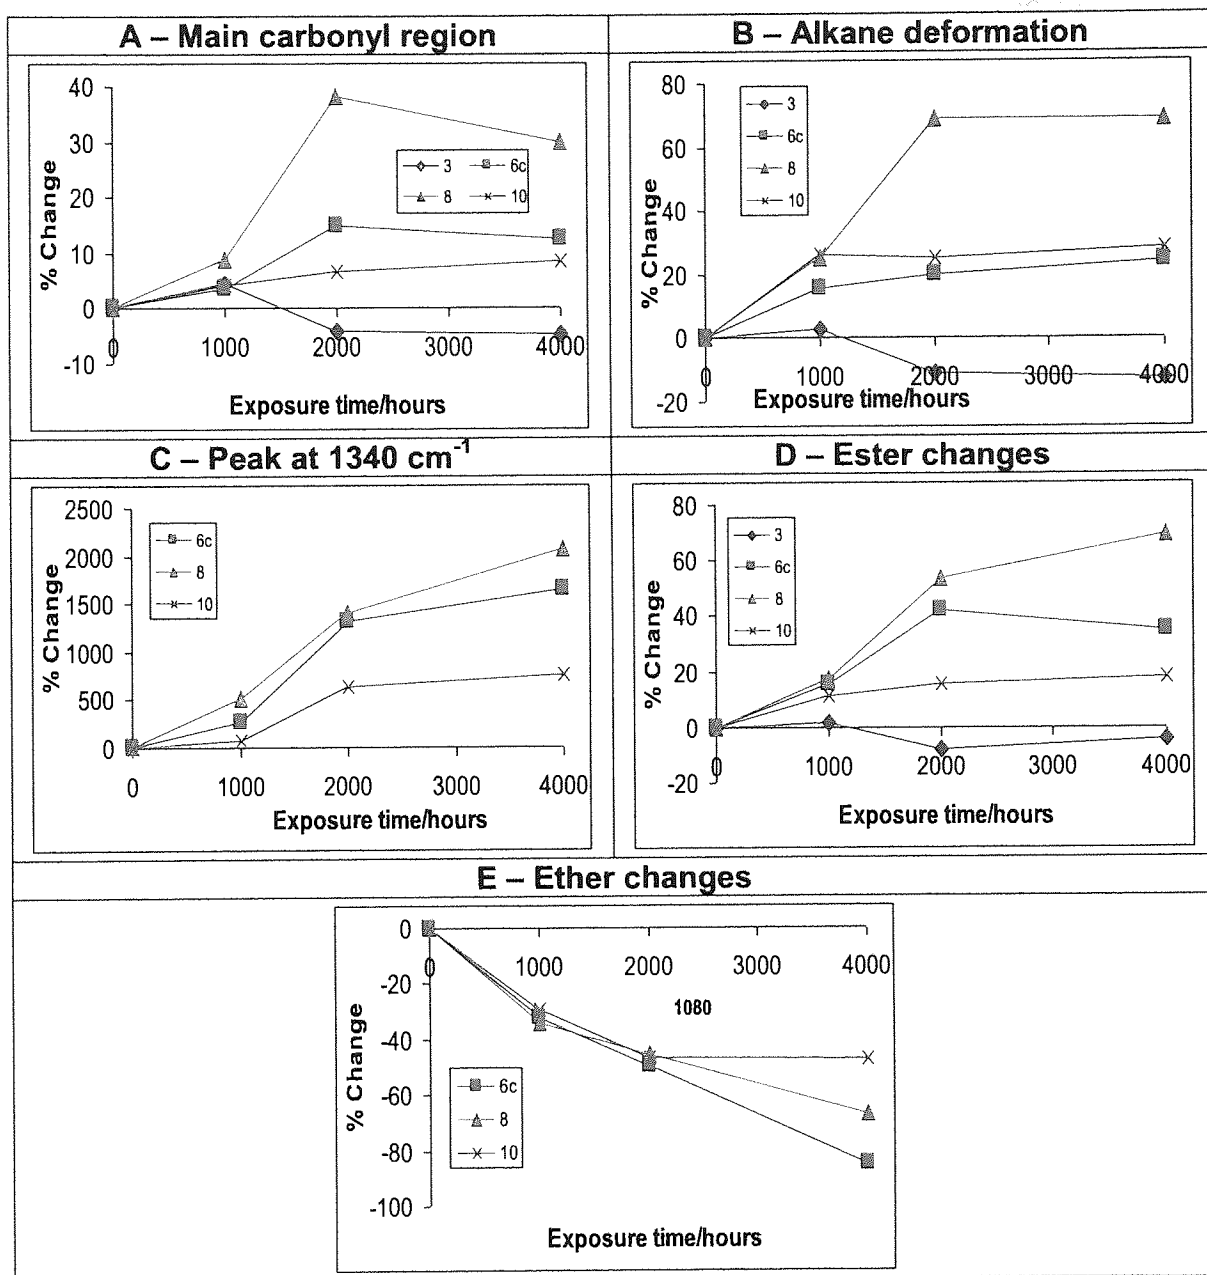 A – Main carbonyl region
40
30
20
10
0
-10
% Change
3 6c
8 10
0 1000 2000 3000 4000
Exposure time/hours
B – Alkane deformation
80
60
40
20
0
-20
% Change
3
6c
8
10
0 1000 2000 3000 4000
Exposure time/hours
C – Peak at 1340 cm⁻¹
2500
2000
1500
1000
500
0
% Change
6c
8
10
0 1000 2000 3000 4000
Exposure time/hours
D – Ester changes
80
60
40
20
0
-20
% Change
3
6c
8
10
0 1000 2000 3000 4000
Exposure time/hours
E – Ether changes
0
-20
-40
-60
-80
-100
% Change
0 1000 2000 3000 4000
1080
6c
8
10
Exposure time/hours